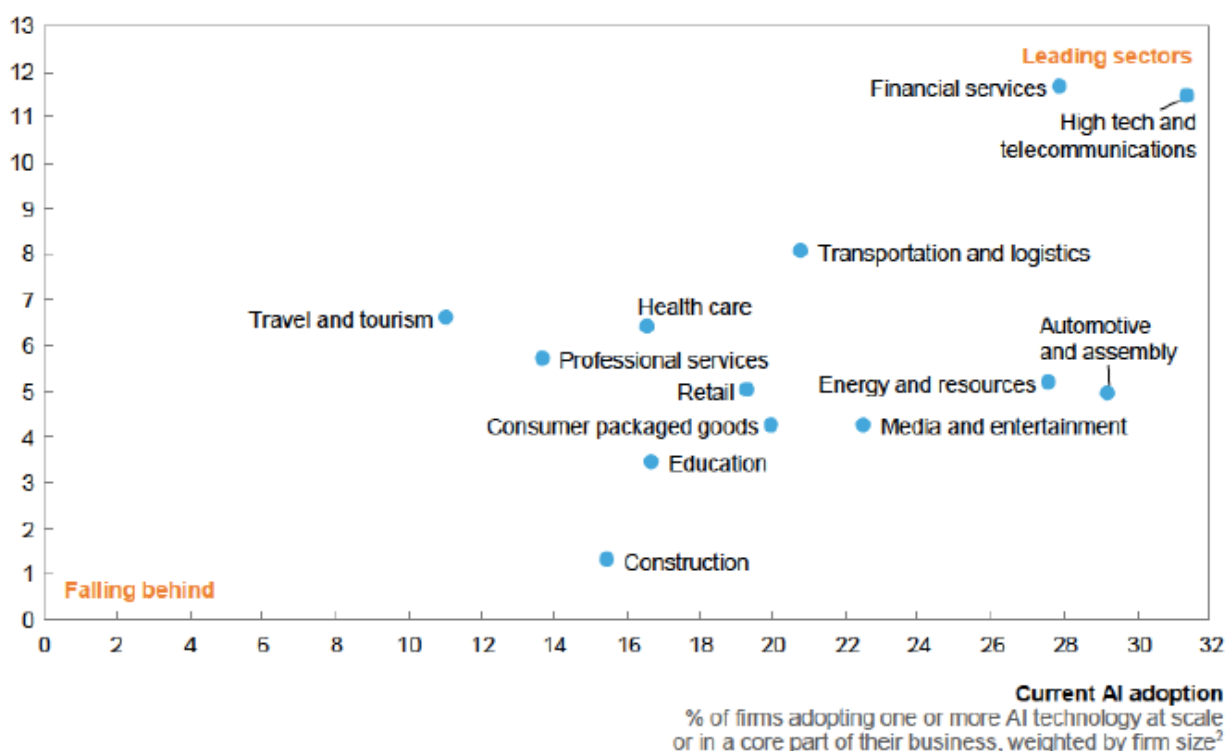 13
12
11
10
9
8
7
6
5
4
3
2
1
0
Leading sectors
Financial services
High tech and
telecommunications
Transportation and logistics
Travel and tourism
Health care
Automotive
and assembly
Professional services
Energy and resources
Retail
Consumer packaged goods
Media and entertainment
Education
Construction
Falling behind
0 2 4 6 8 10 12 14 16 18 20 22 24 26 28 30 32
Current AI adoption
% of firms adopting one or more AI technology at scale
or in a core part of their business, weighted by firm size²